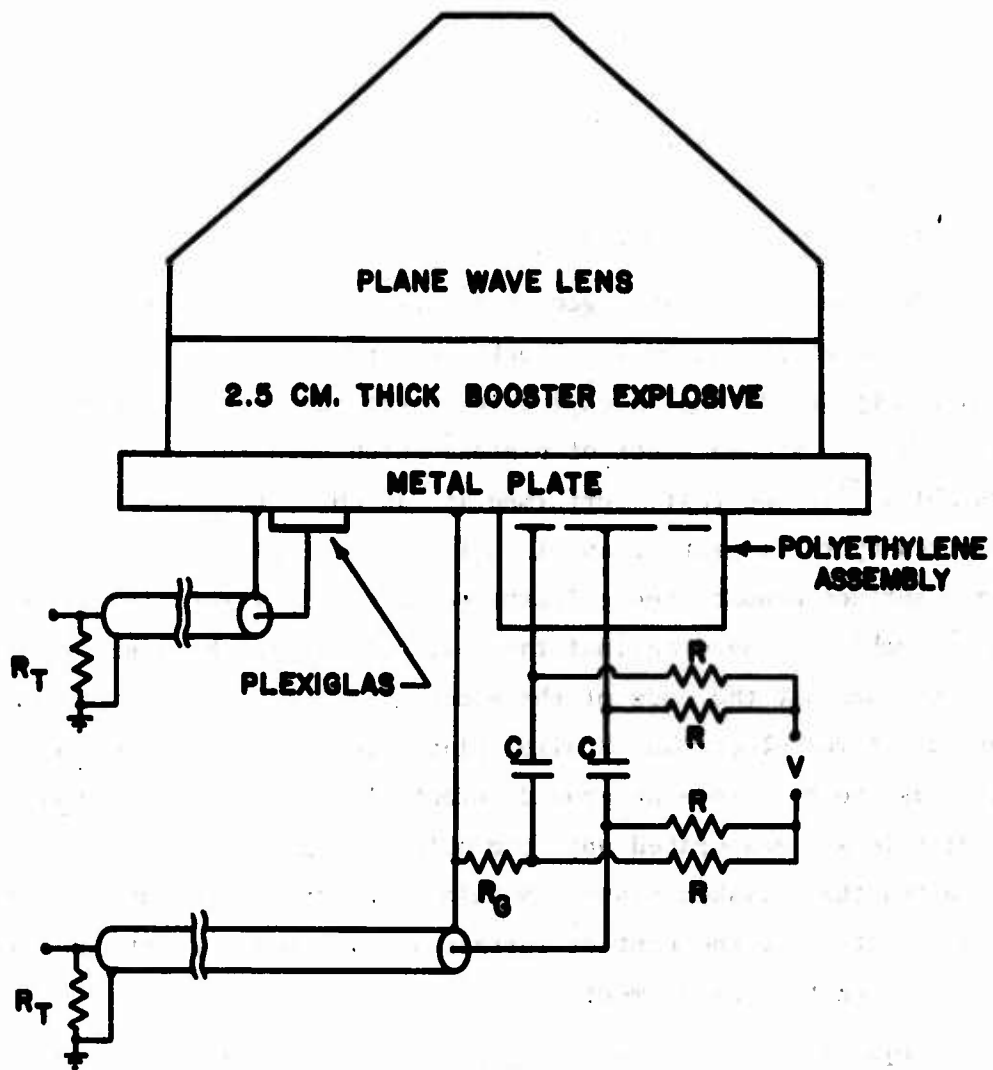 PLANE WAVE LENS
2.5 CM. THICK BOOSTER EXPLOSIVE
METAL PLATE
POLYETHYLENE
ASSEMBLY
R_T
PLEXIGLAS
R
R
C
C
V
R
R
R_G
R_T